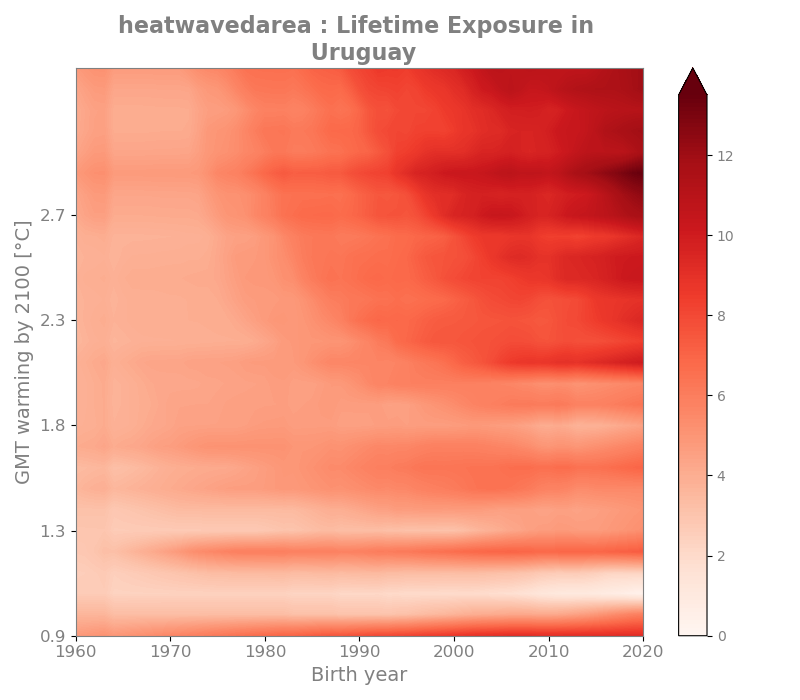 heatwavedarea : Lifetime Exposure in
Uruguay
GMT warming by 2100 [°C]
2.7
2.3
1.8
1.3
0.9
1960 1970 1980 1990 2000 2010 2020
Birth year
12
10
8
6
4
2
0